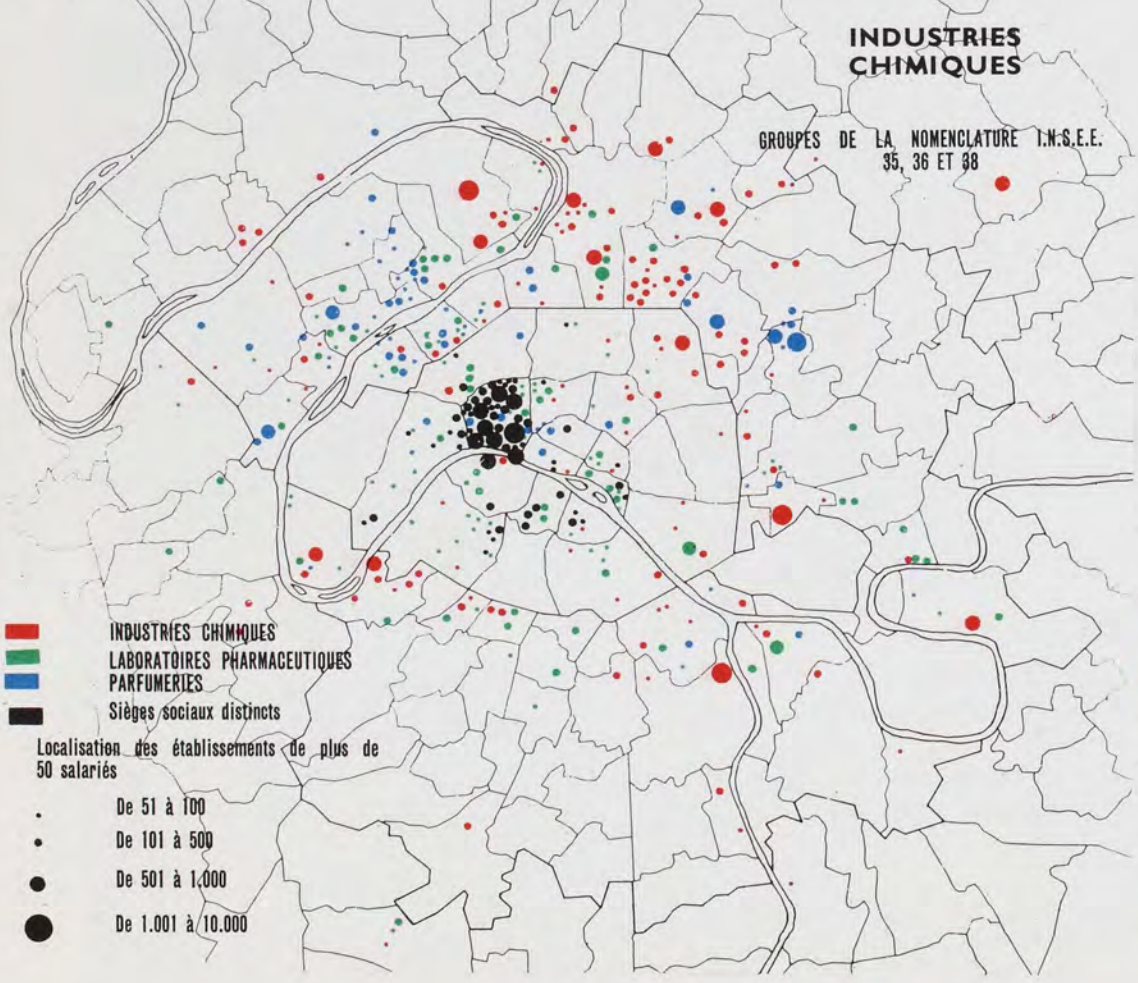 INDUSTRIES
CHIMIQUES
GROUPES DE LA NOMENCLATURE I.N.S.E.E.
35, 36 ET 38
INDUSTRIES CHIMIQUES
LABORATOIRES PHARMACEUTIQUES
PARFUMERIES
Sièges sociaux distincts
Localisation des établissements de plus de
50 salariés
De 51 à 100
De 101 à 500
De 501 à 1.000
De 1.001 à 10.000